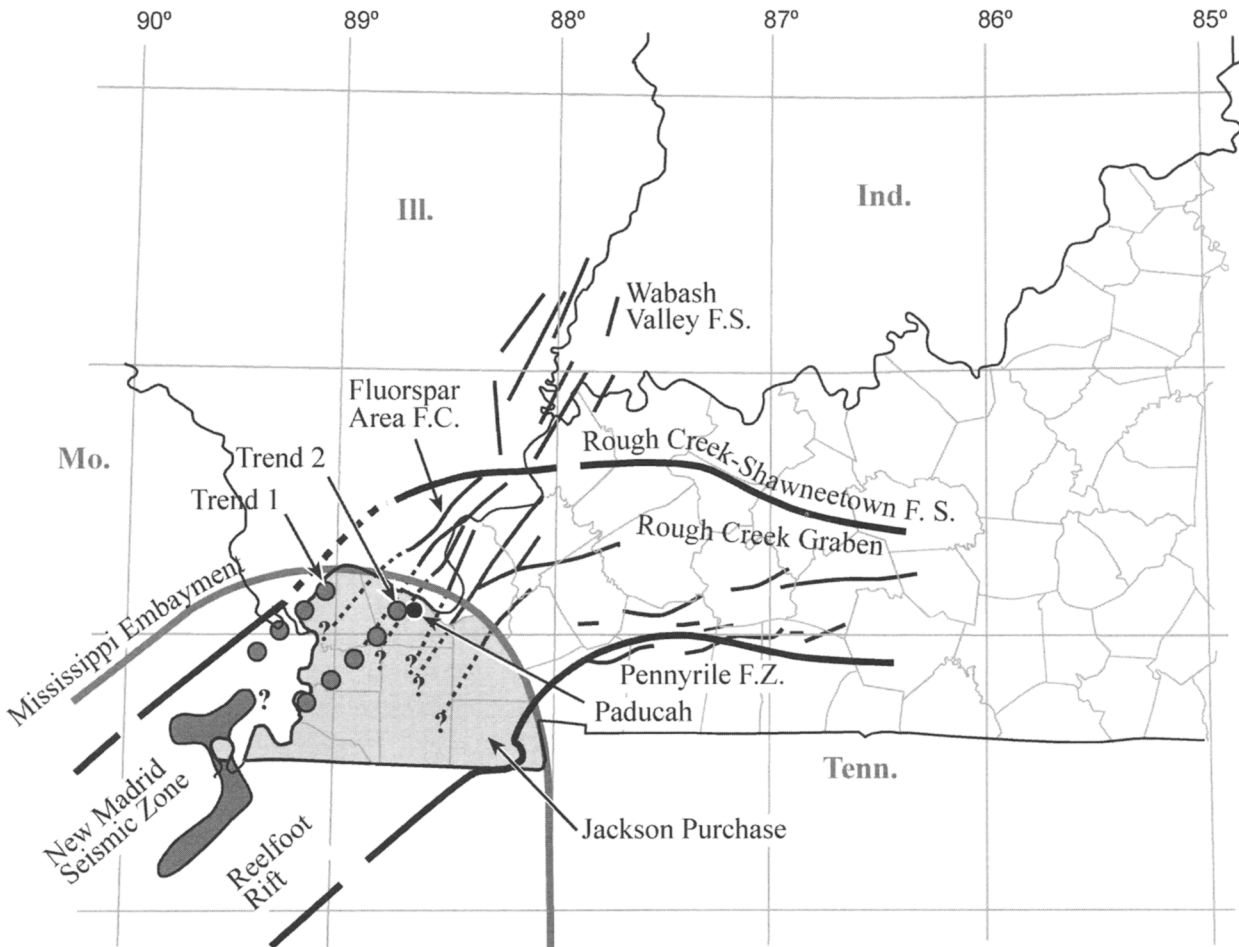 90º 89º 88º 87º 86º 85º
Ill.
Ind.
Wabash
Valley F.S.
Fluorspar
Area F.C.
Mo.
Trend 2
Trend 1
Rough Creek-Shawneetown F. S.
Rough Creek Graben
Mississippi Embayment
?
?
?
?
?
?
Pennyrile F.Z.
Paducah
Tenn.
New Madrid
Seismic Zone
Reelfoot
Rift
Jackson Purchase